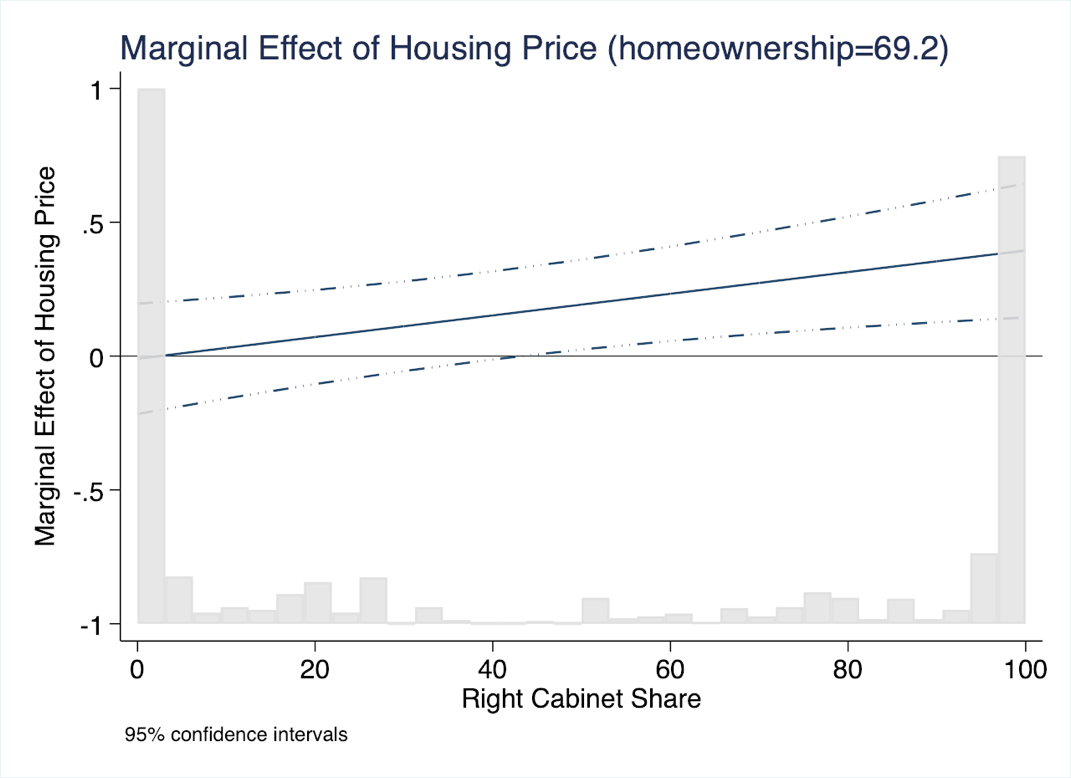 Marginal Effect of Housing Price (homeownership=69.2)
Marginal Effect of Housing Price
1
.5
0
-.5
-1
0 20 40 60 80 100
Right Cabinet Share
95% confidence intervals